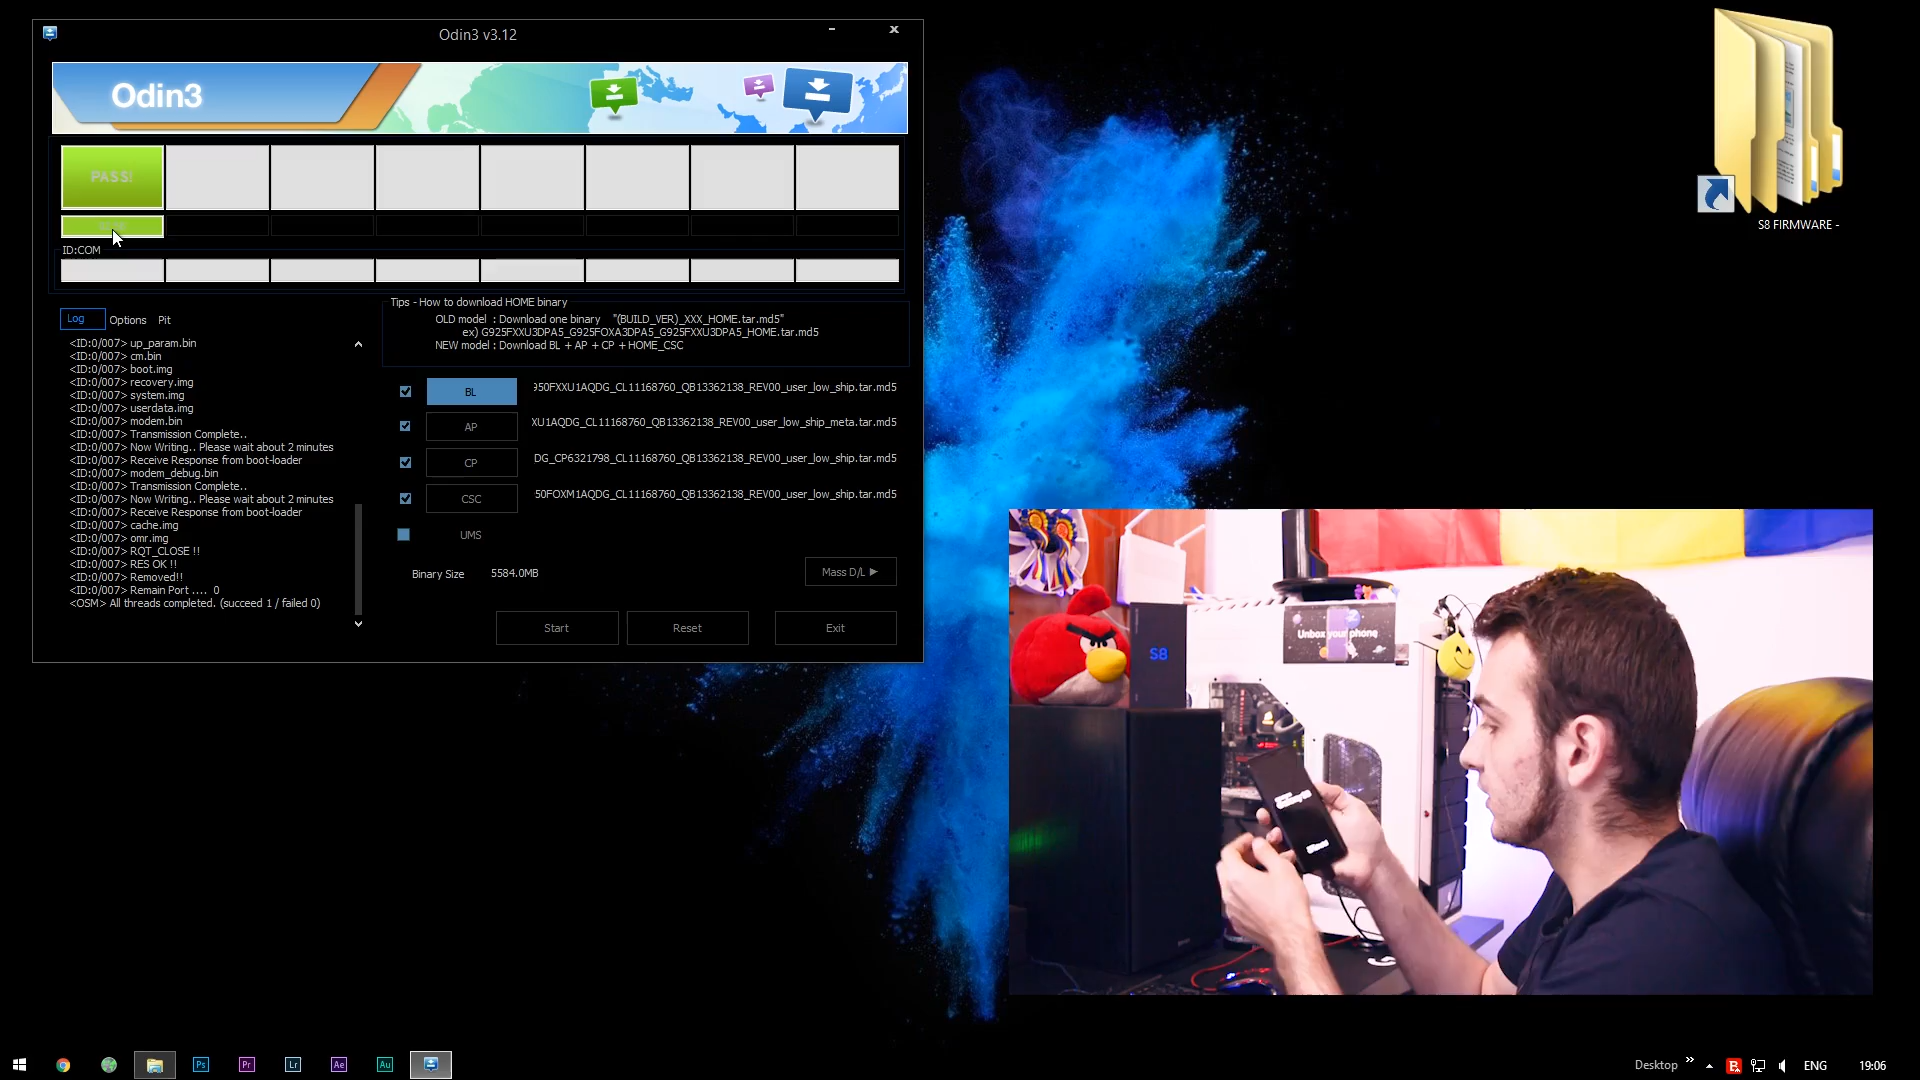 Odin3 v3.12
Odin3
PASS!
ID:COM
Log
Options
Pit
<ID:0/007> up_param.bin
<ID:0/007> cm.bin
<ID:0/007> boot.img
<ID:0/007> recovery.img
<ID:0/007> system.img
<ID:0/007> userdata.img
<ID:0/007> modem.bin
<ID:0/007> Transmission Complete..
<ID:0/007> Now Writing.. Please wait about 2 minutes
<ID:0/007> Receive Response from boot-loader
<ID:0/007> modem_debug.bin
<ID:0/007> Transmission Complete..
<ID:0/007> Now Writing.. Please wait about 2 minutes
<ID:0/007> Receive Response from boot-loader
<ID:0/007> cache.img
<ID:0/007> omr.img
<ID:0/007> RQT_CLOSE !!
<ID:0/007> RES OK !!
<ID:0/007> Removed!!
<ID:0/007> Remain Port .... 0
<OSM> All threads completed. (succeed 1 / failed 0)
Tips - How to download HOME binary
OLD model : Download one binary "(BUILD_VER)_XXX_HOME.tar.md5"
ex) G925FXXU3DPA5_G925FOXA3DPA5_G925FXXU3DPA5_HOME.tar.md5
NEW model : Download BL + AP + CP + HOME_CSC
BL
950FXXU1AQDG_CL11168760_QB13362138_REV00_user_low_ship.tar.md5
AP
XU1AQDG_CL11168760_QB13362138_REV00_user_low_ship_meta.tar.md5
CP
DG_CP6321798_CL11168760_QB13362138_REV00_user_low_ship.tar.md5
CSC
50FOXM1AQDG_CL11168760_QB13362138_REV00_user_low_ship.tar.md5
UMS
Binary Size 5584.0MB
Mass D/L ►
Start
Reset
Exit
S8 FIRMWARE -
Unbox your phone
S8
Ps
Pr
Lr
Ae
Au
Desktop
ENG
19:06